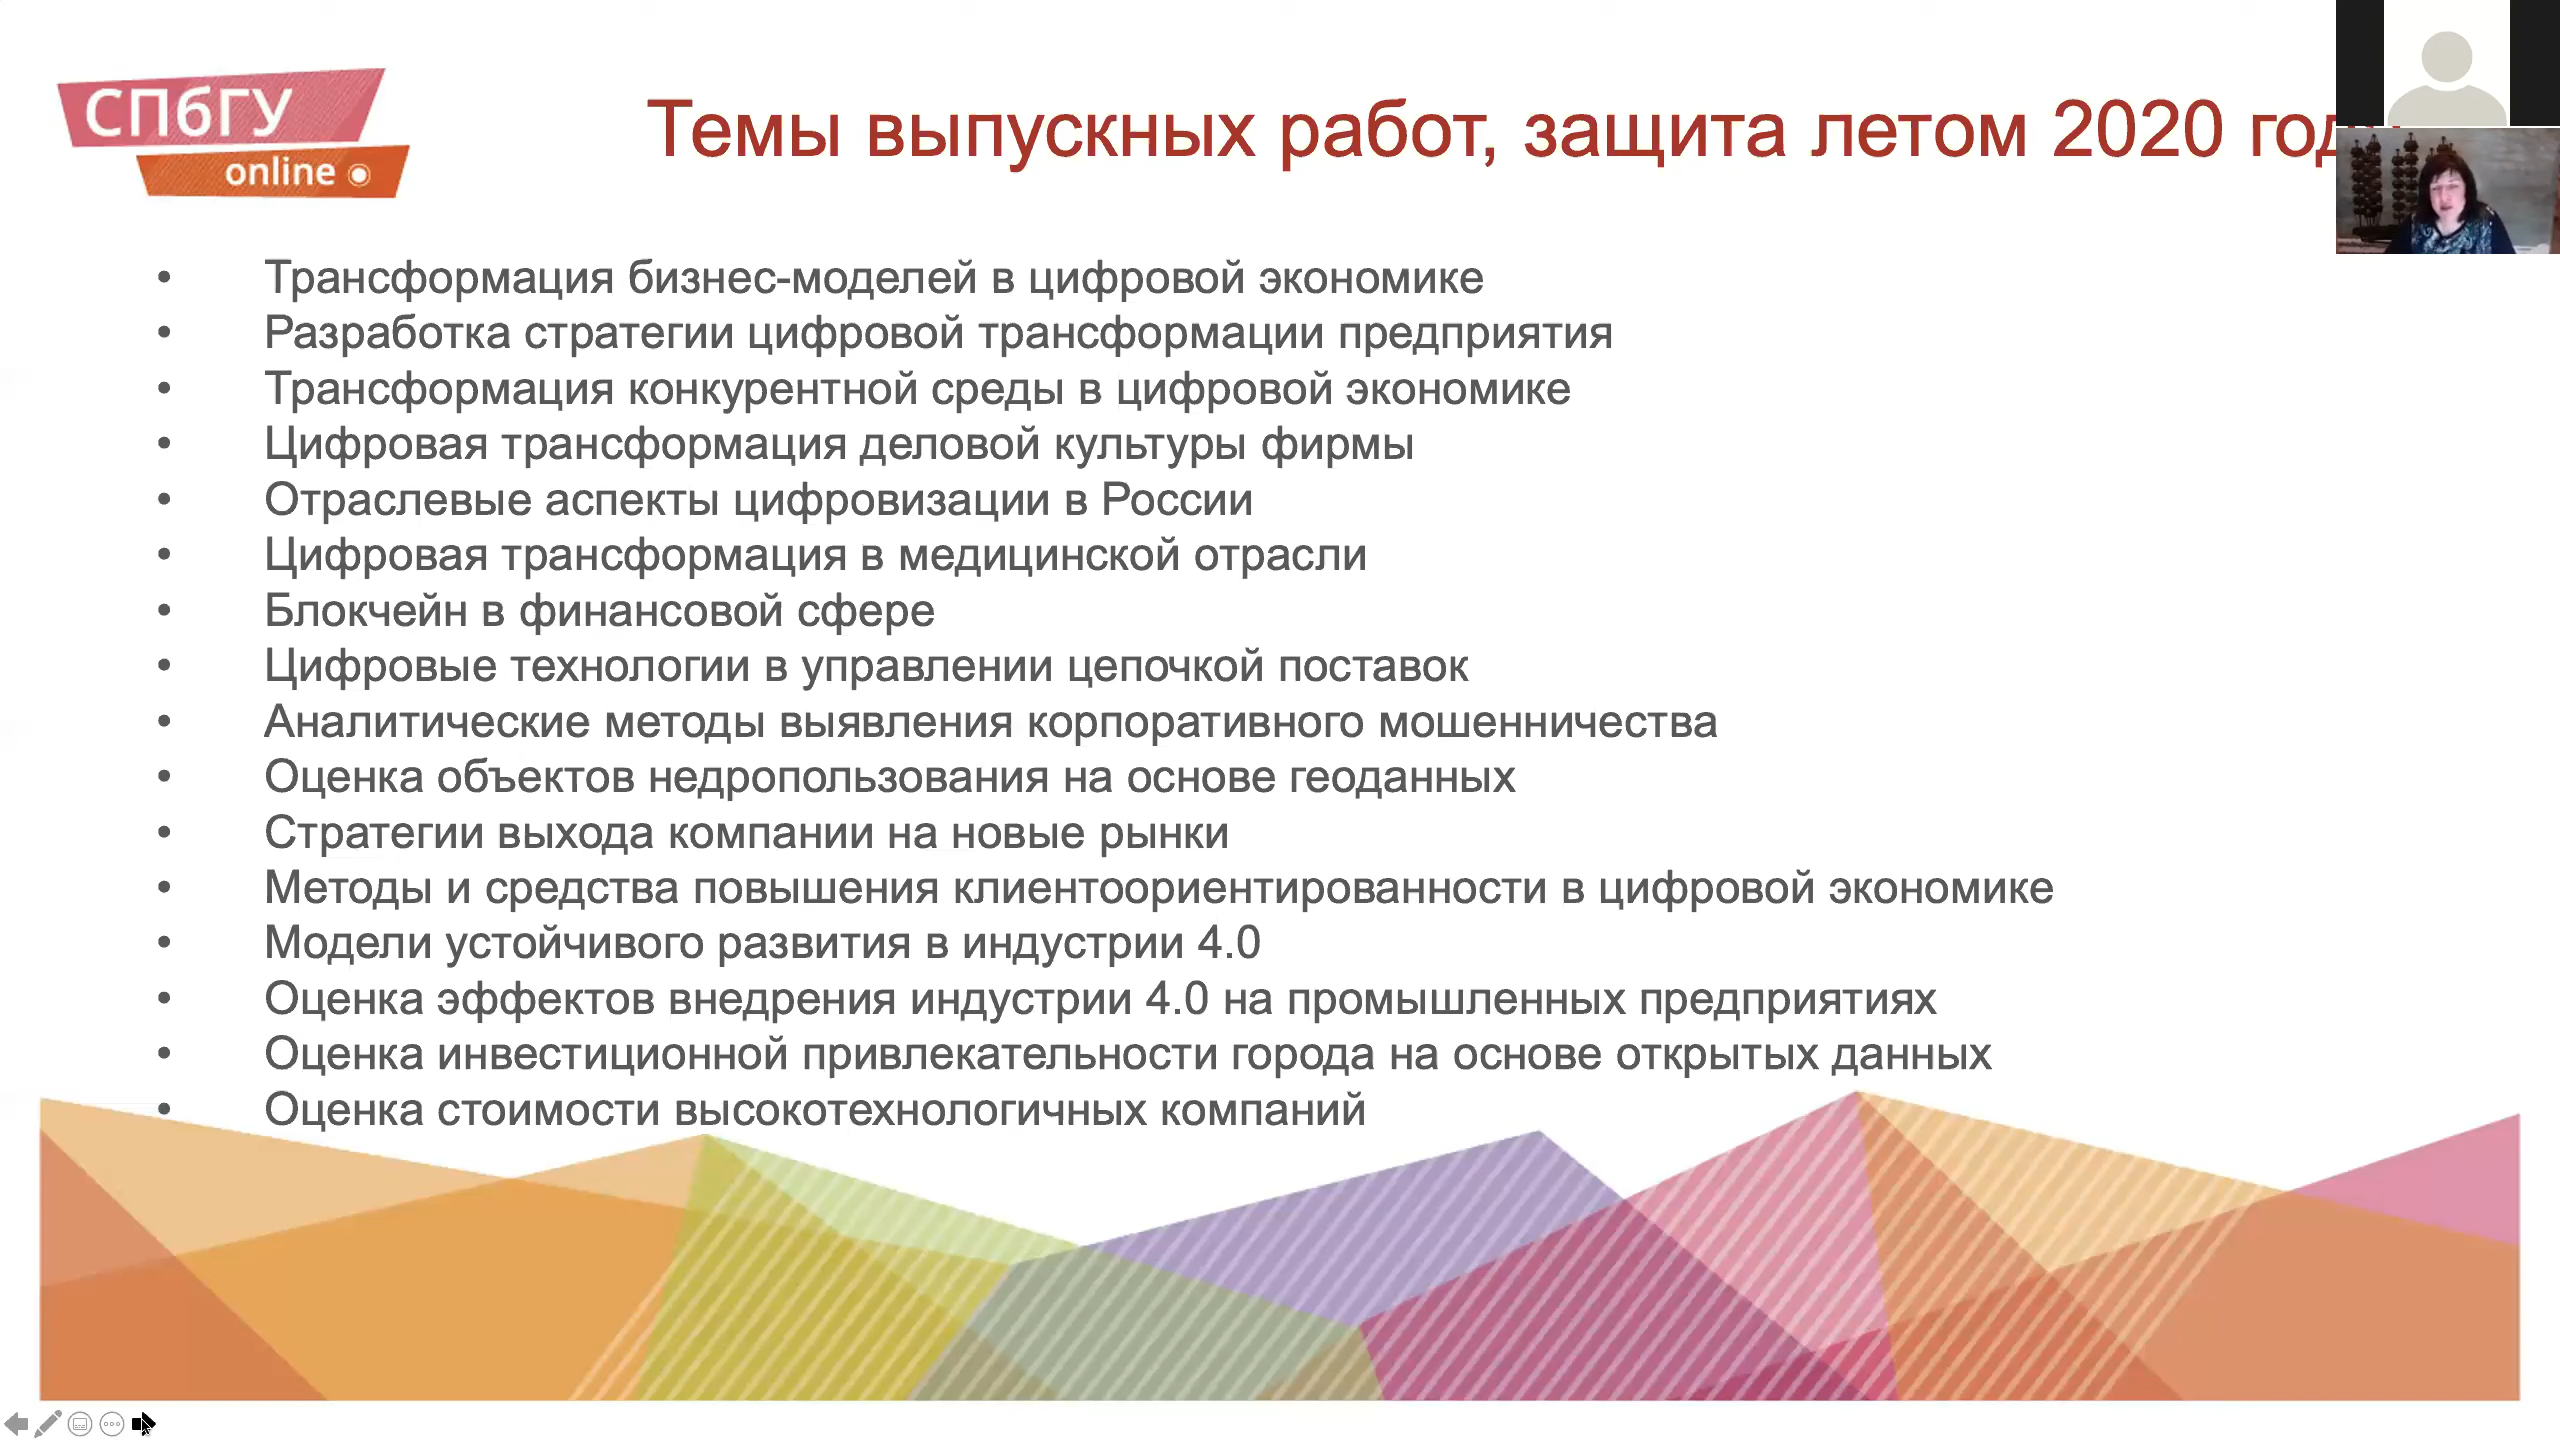 СПбГУ
online
Темы выпускных работ, защита летом 2020
• Трансформация бизнес-моделей в цифровой экономике
• Разработка стратегии цифровой трансформации предприятия
• Трансформация конкурентной среды в цифровой экономике
• Цифровая трансформация деловой культуры фирмы
• Отраслевые аспекты цифровизации в России
• Цифровая трансформация в медицинской отрасли
• Блокчейн в финансовой сфере
• Цифровые технологии в управлении цепочкой поставок
• Аналитические методы выявления корпоративного мошенничества
• Оценка объектов недропользования на основе геоданных
• Стратегии выхода компании на новые рынки
• Методы и средства повышения клиентоориентированности в цифровой экономике
• Модели устойчивого развития в индустрии 4.0
• Оценка эффектов внедрения индустрии 4.0 на промышленных предприятиях
• Оценка инвестиционной привлекательности города на основе открытых данных
• Оценка стоимости высокотехнологичных компаний